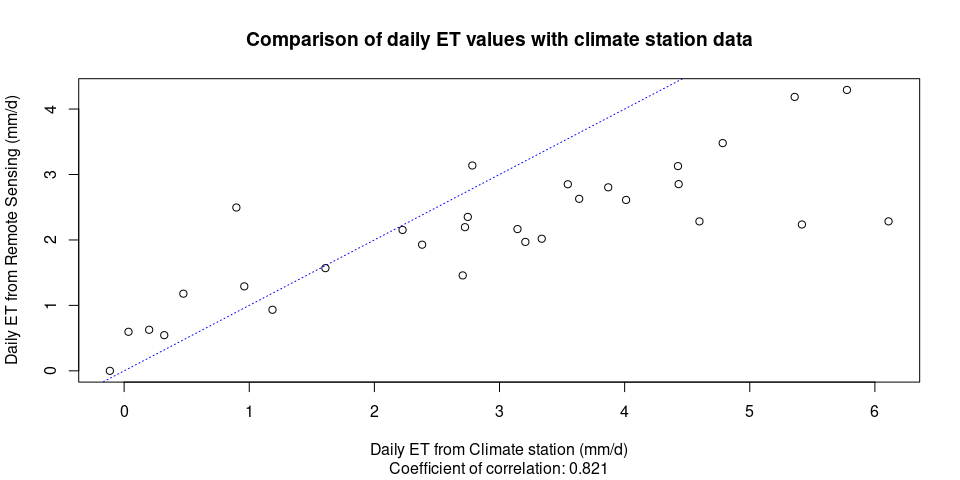 Comparison of daily ET values with climate station data
Daily ET from Remote Sensing (mm/d)
4
3
2
1
0
0 1 2 3 4 5 6
Daily ET from Climate station (mm/d)
Coefficient of correlation: 0.821